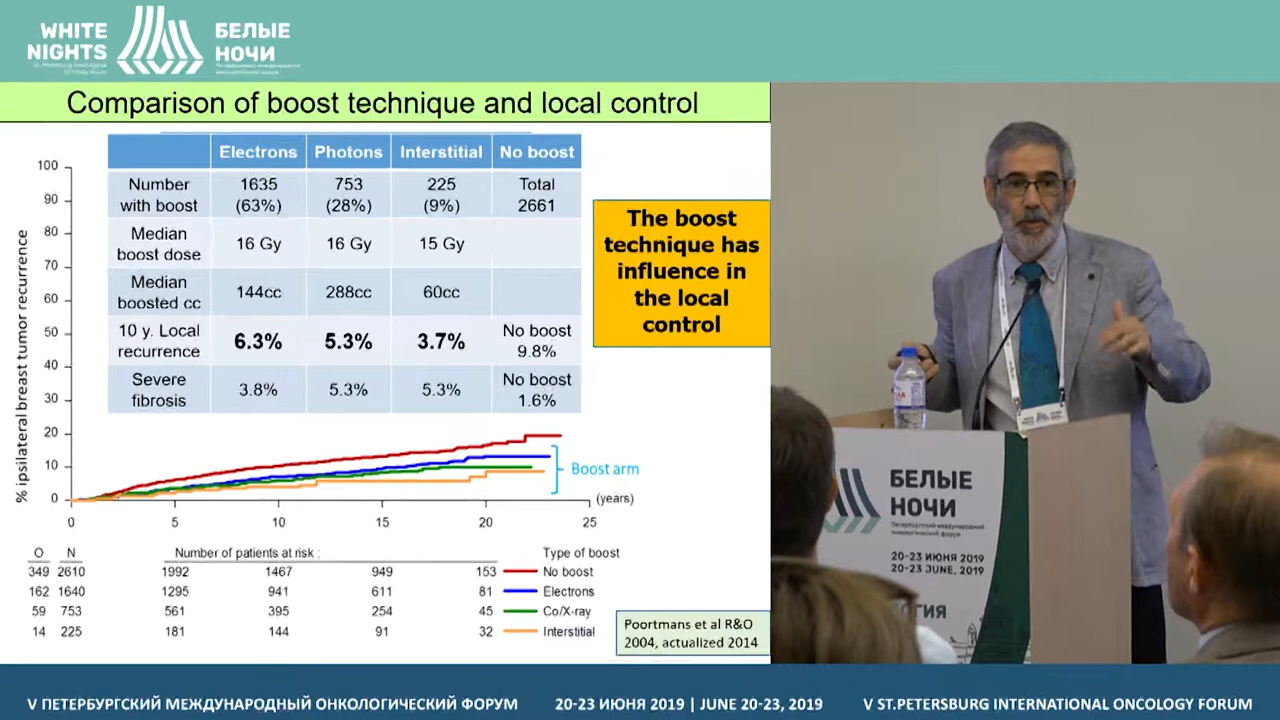 WHITE
NIGHTS
БЕЛЫЕ
НОЧИ
Comparison of boost technique and local control
Electrons Photons Interstitial No boost
Number with boost 1635 (63%) 753 (28%) 225 (9%) Total 2661
Median boost dose 16 Gy 16 Gy 15 Gy
Median boosted cc 144cc 288cc 60cc
10 y. Local recurrence 6.3% 5.3% 3.7% No boost 9.8%
Severe fibrosis 3.8% 5.3% 5.3% No boost 1.6%
The boost
technique has
influence in
the local
control
% ipsilateral breast tumor recurrence
100
90
80
70
60
50
40
30
20
10
0
Boost arm
0 5 10 15 20 25
(years)
O N Number of patients at risk : Type of boost
349 2610 1992 1467 949 153 No boost
162 1640 1295 941 611 81 Electrons
59 753 561 395 254 45 Co/X-ray
14 225 181 144 91 32 Interstitial
Poortmans et al R&O
2004, actualized 2014
БЕЛЫЕ
НОЧИ
Петербургский международный
онкологический форум
20-23 ИЮНЯ 2019
20-23 JUNE, 2019
V ПЕТЕРБУРГСКИЙ МЕЖДУНАРОДНЫЙ ОНКОЛОГИЧЕСКИЙ ФОРУМ 20-23 ИЮНЯ 2019 | JUNE 20-23, 2019 V ST.PETERSBURG INTERNATIONAL ONCOLOGY FORUM